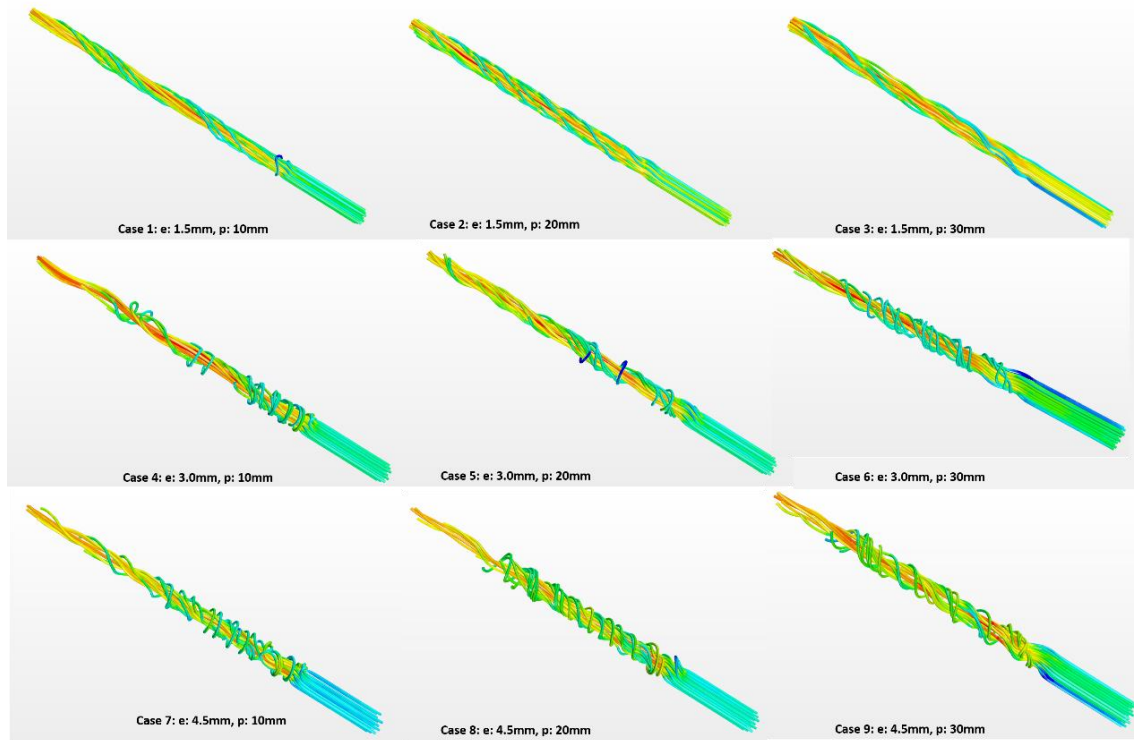 Case 1: e: 1.5mm, p: 10mm
Case 2: e: 1.5mm, p: 20mm
Case 3: e: 1.5mm, p: 30mm
Case 4: e: 3.0mm, p: 10mm
Case 5: e: 3.0mm, p: 20mm
Case 6: e: 3.0mm, p: 30mm
Case 7: e: 4.5mm, p: 10mm
Case 8: e: 4.5mm, p: 20mm
Case 9: e: 4.5mm, p: 30mm